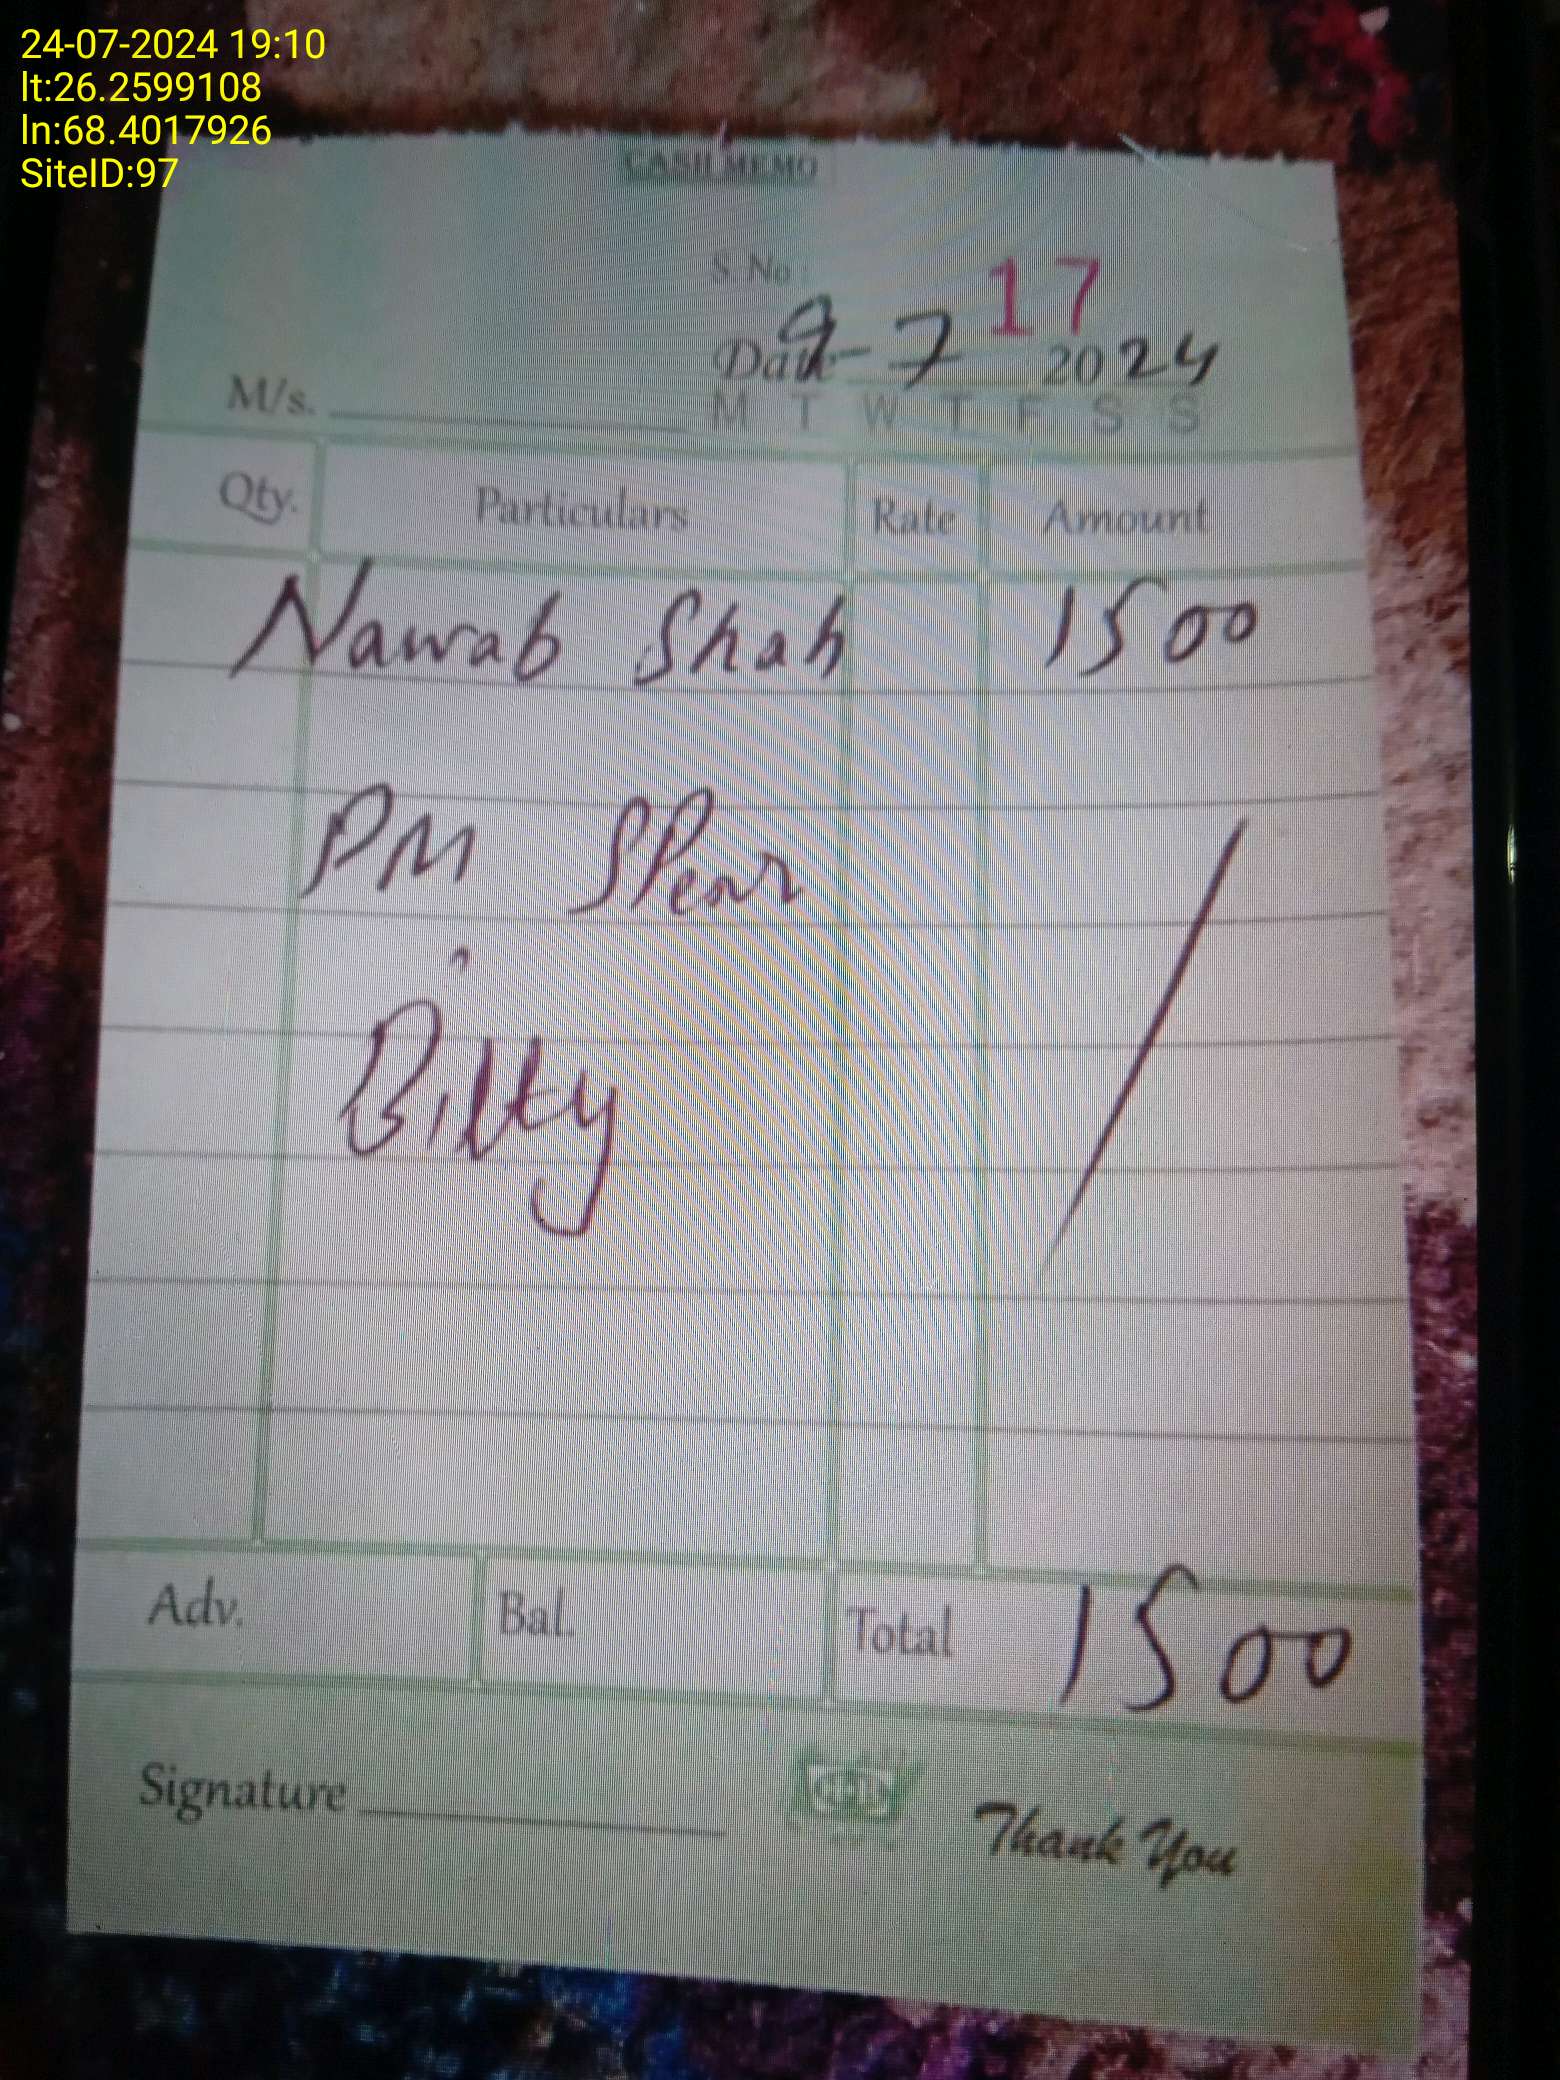 24-07-2024 19:10
lt:26.2599108
ln:68.4017926
SiteID:97
CASH MEMO
S. No. 17
Date 9-7 2024
M/s.
M T W T F S S
Qty. Particulars Rate Amount
Nawab Shah 1500
PM
Bilty
Adv. Bal. Total 1500
Signature
Thank You